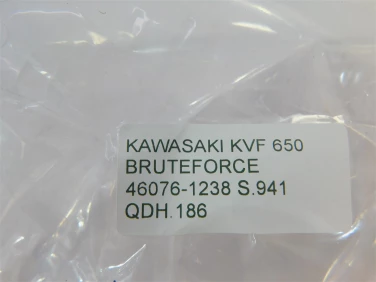 KAWASAKI KVF 650
BRUTEFORCE
46076-1238 S.941
QDH.186